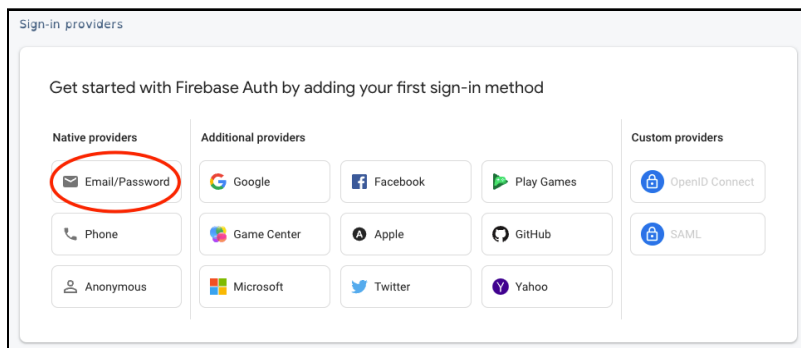 Sign-in providers
Get started with Firebase Auth by adding your first sign-in method
Native providers Additional providers Custom providers
Email/Password Google Facebook Play Games OpenID Connect
Phone Game Center Apple GitHub SAML
Anonymous Microsoft Twitter Yahoo